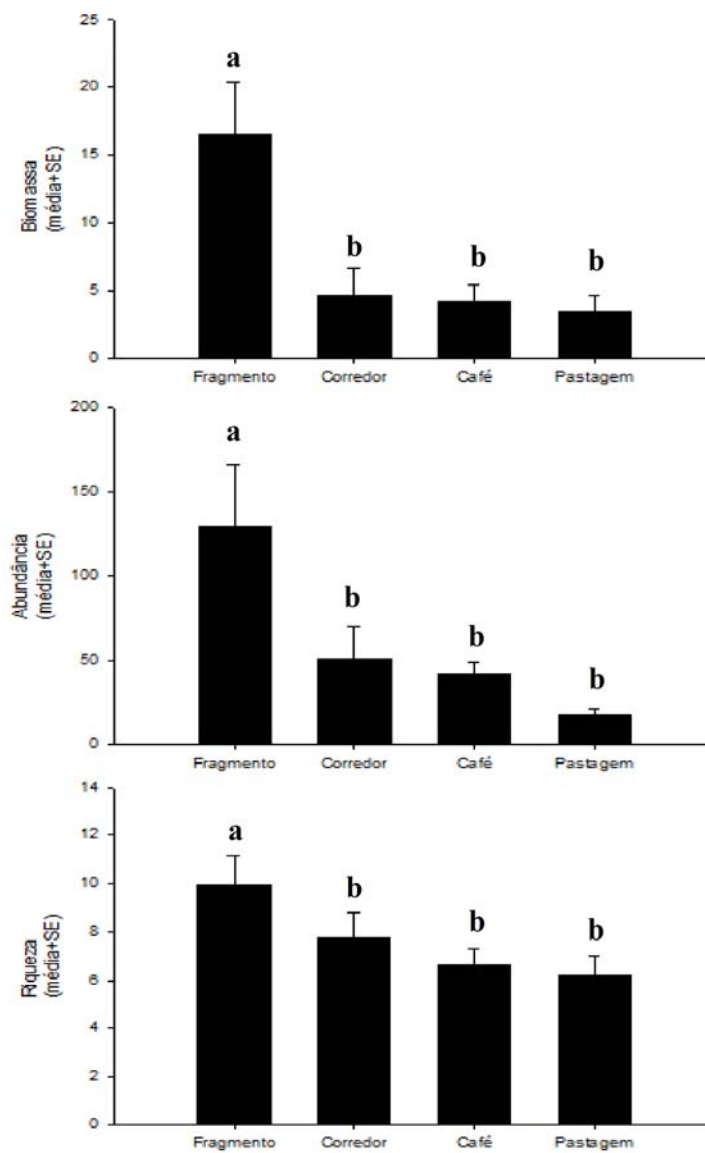 25
a
20
15
Biomassa
(média+SE)
10
b
b
b
5
0
Fragmento Corredor Café Pastagem
200
a
150
Abundância
(média+SE)
100
b
b
b
50
0
Fragmento Corredor Café Pastagem
14
a
12
b
10
b
b
Riqueza
(média+SE)
8
6
4
2
0
Fragmento Corredor Café Pastagem